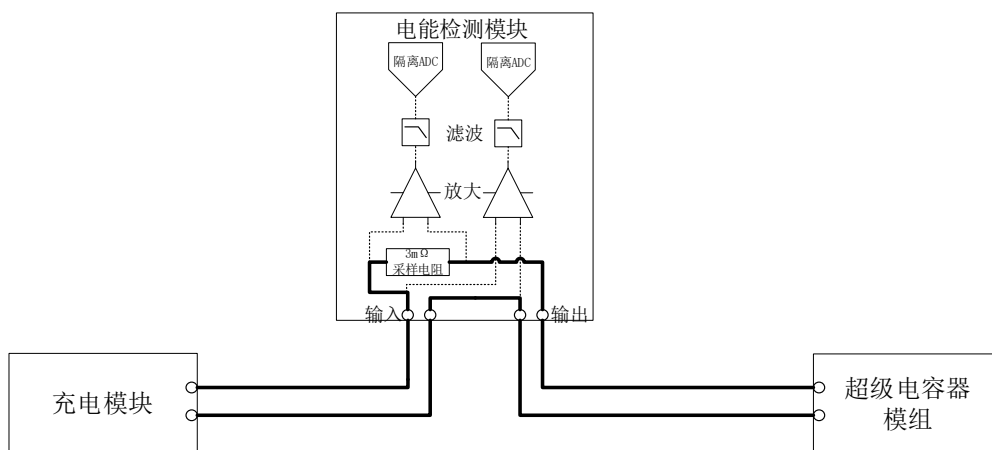 电能检测模块
隔离ADC
隔离ADC
滤波
放大
3mΩ
采样电阻
输入
输出
充电模块
超级电容器
模组